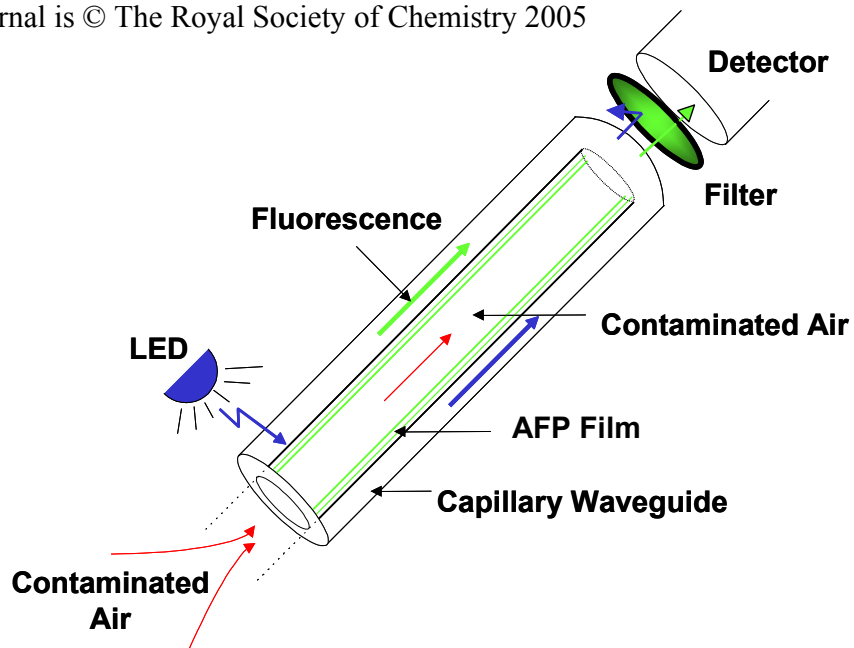 rnal is © The Royal Society of Chemistry 2005
Detector
Filter
Fluorescence
Contaminated Air
LED
AFP Film
Capillary Waveguide
Contaminated
Air